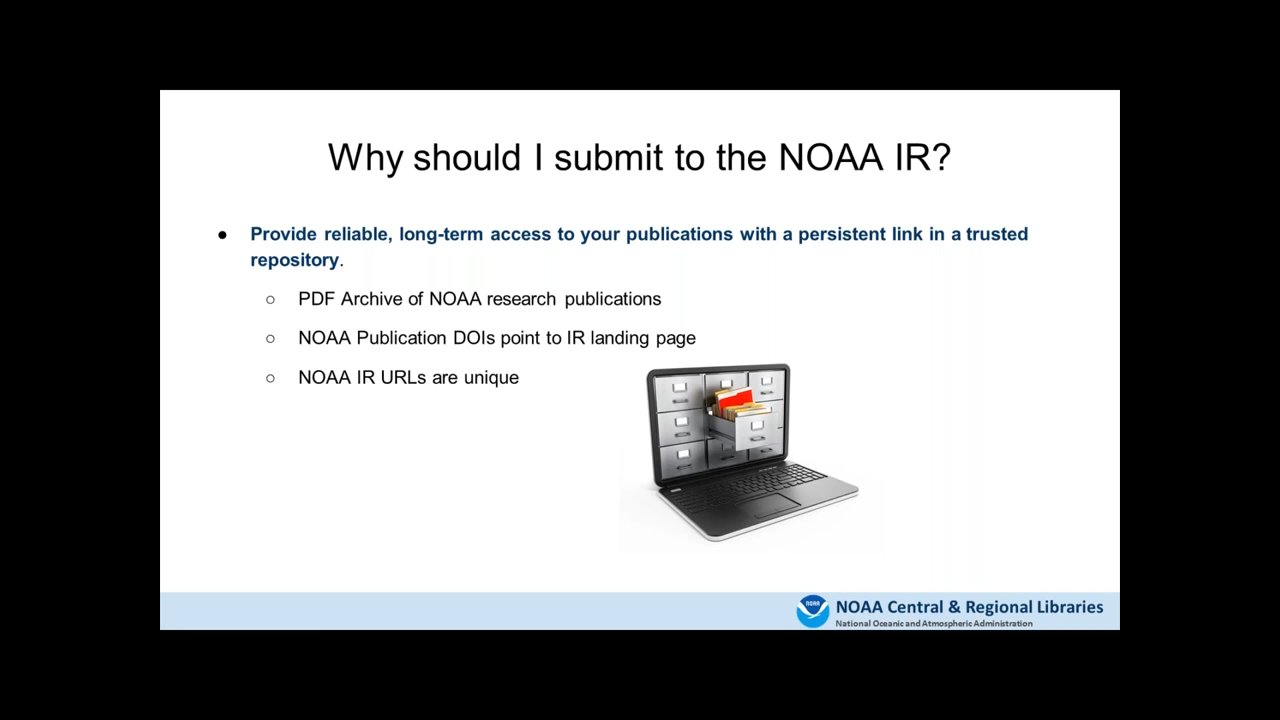 Why should I submit to the NOAA IR?
● Provide reliable, long-term access to your publications with a persistent link in a trusted
repository.
○ PDF Archive of NOAA research publications
○ NOAA Publication DOIs point to IR landing page
○ NOAA IR URLs are unique
NOAA
NOAA Central & Regional Libraries
National Oceanic and Atmospheric Administration